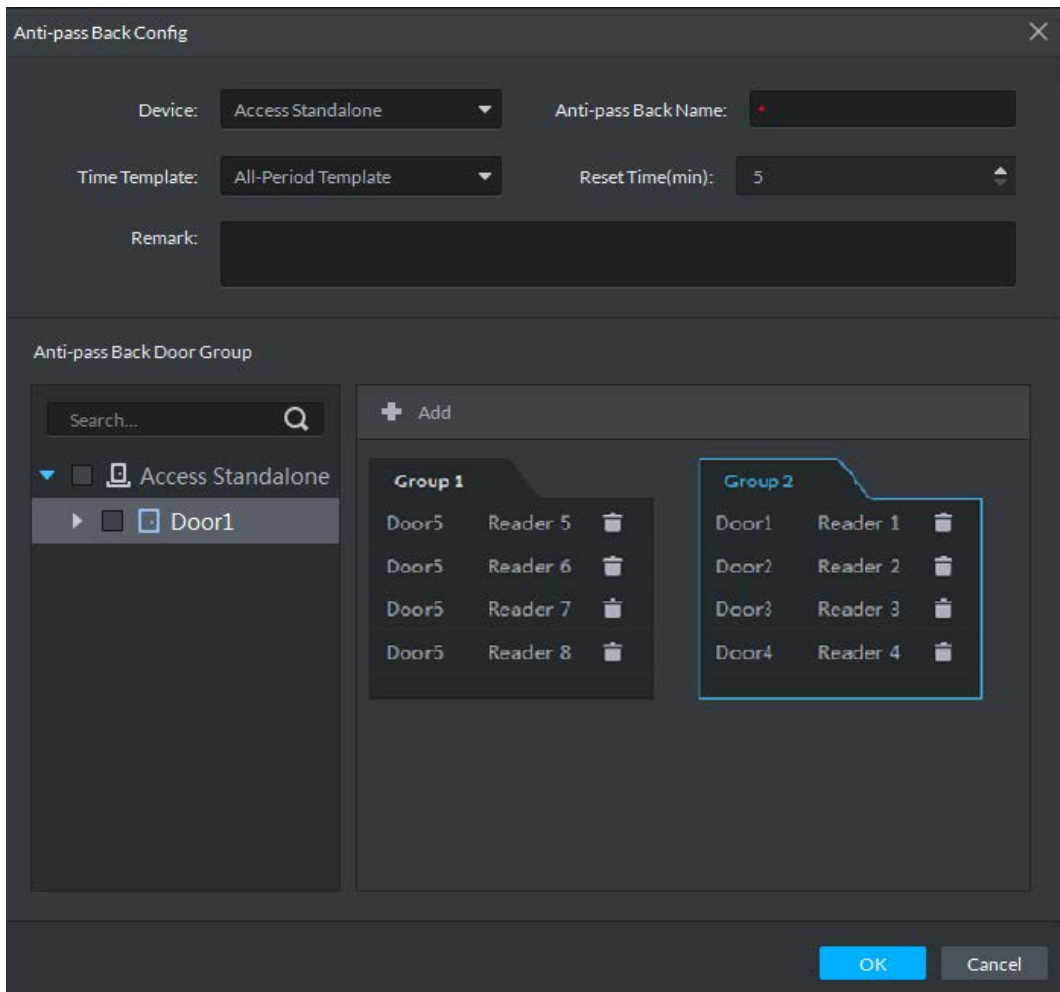 Anti-pass Back Config
Device: Access Standalone Anti-pass Back Name: *
Time Template: All-Period Template Reset Time(min): 5
Remark:
Anti-pass Back Door Group
Search...
Add
Access Standalone
Door1
Group 1
Door5 Reader 5
Door5 Reader 6
Door5 Reader 7
Door5 Reader 8
Group 2
Door1 Reader 1
Door2 Reader 2
Door3 Reader 3
Door4 Reader 4
OK Cancel